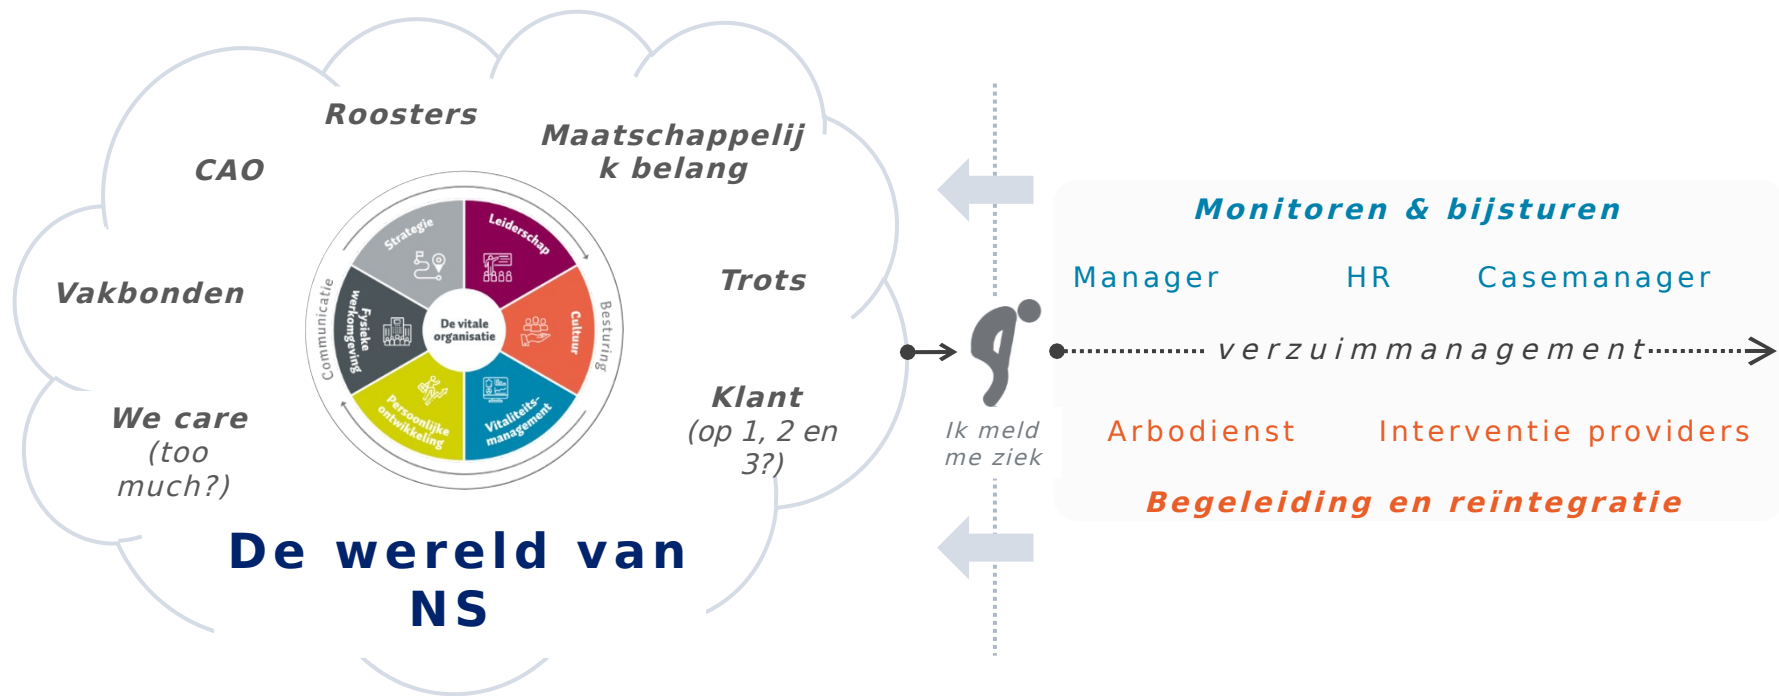 Roosters
Maatschappelij
k belang
CAO
Vakbonden
Trots
We care
(too
much?)
Klant
(op 1, 2 en
3?)
Communicatie
Besturing
Strategie
Leiderschap
Cultuur
Vitaliteits-
management
Persoonlijke
ontwikkeling
Fysieke
werkomgeving
De vitale
organisatie
De wereld van
NS
Ik meld
me ziek
Monitoren & bijsturen
Manager HR Casemanager
verzuimmanagement
Arbodienst Interventie providers
Begeleiding en reïntegratie